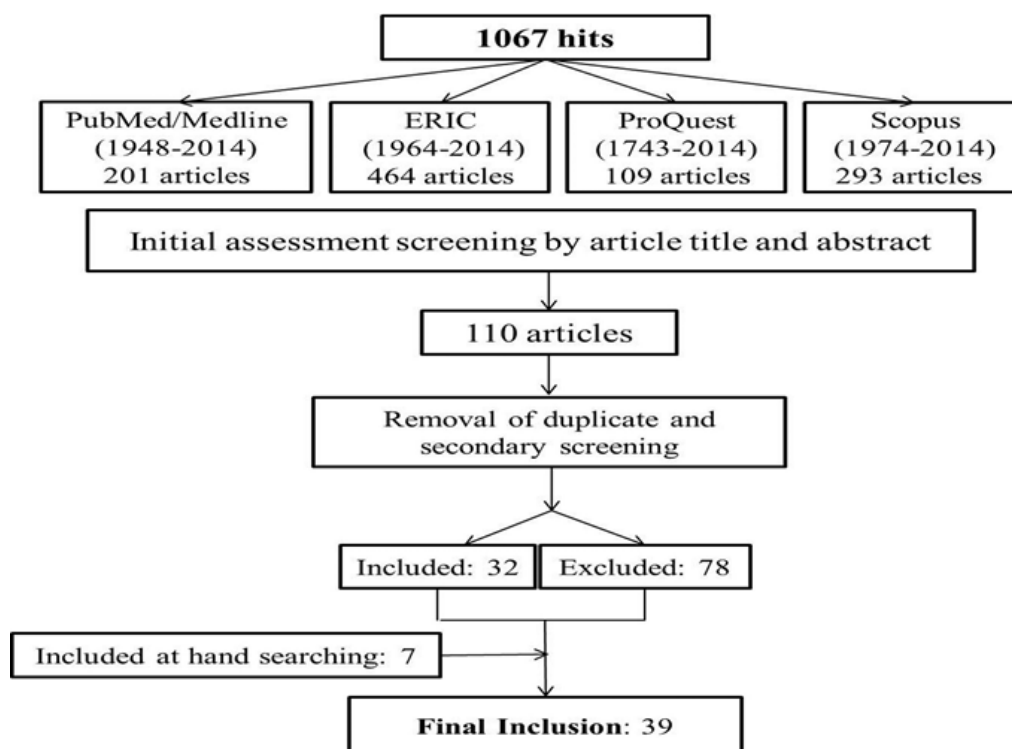 1067 hits
PubMed/Medline
(1948-2014)
201 articles
ERIC
(1964-2014)
464 articles
ProQuest
(1743-2014)
109 articles
Scopus
(1974-2014)
293 articles
Initial assessment screening by article title and abstract
110 articles
Removal of duplicate and
secondary screening
Included: 32
Excluded: 78
Included at hand searching: 7
Final Inclusion: 39